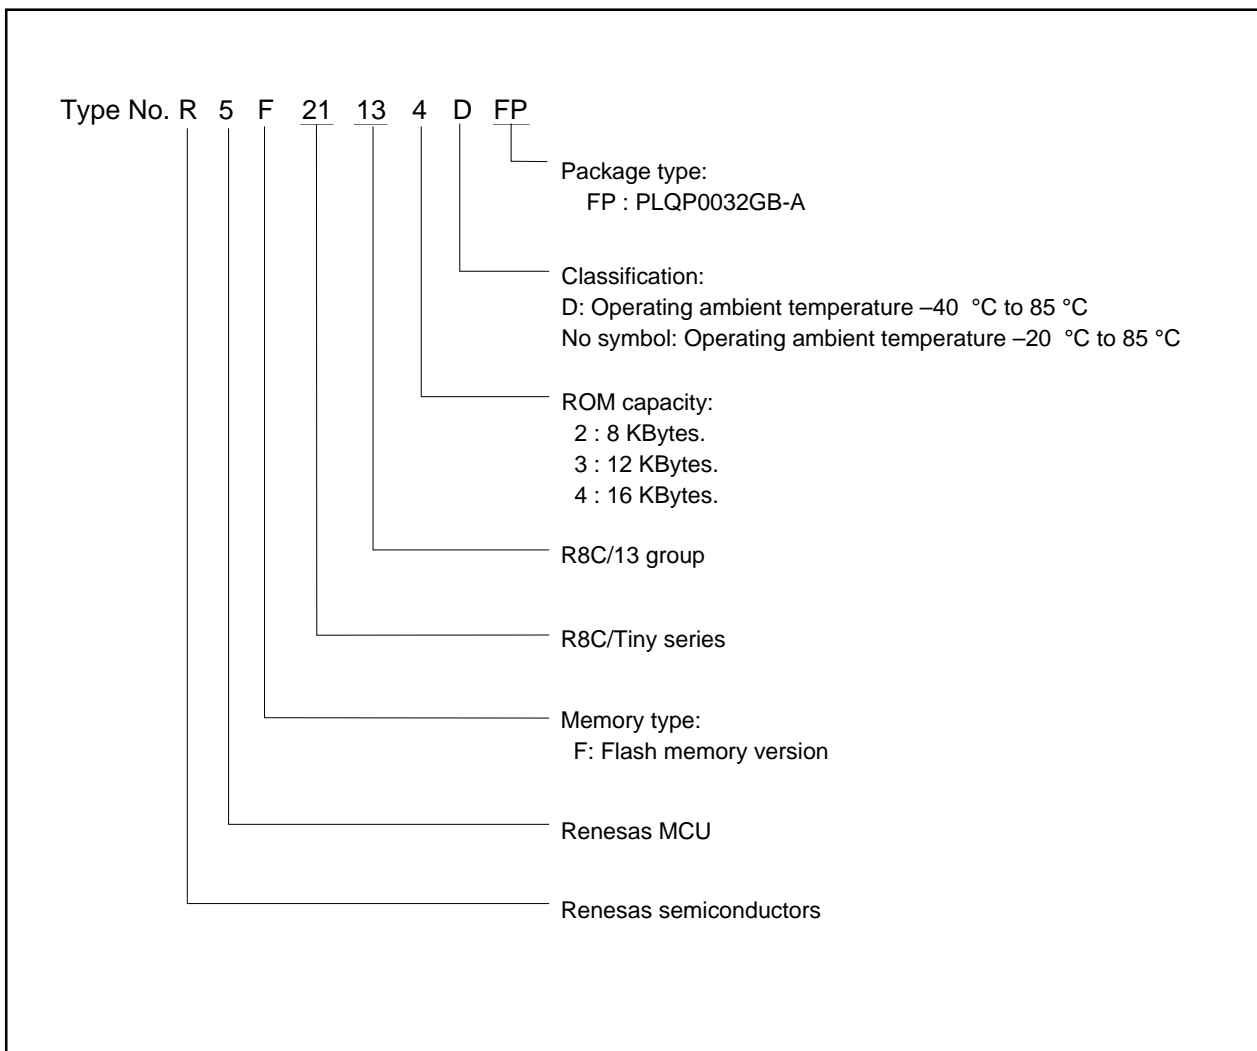 Type No. R 5 F 21 13 4 D FP
Package type:
FP : PLQP0032GB-A
Classification:
D: Operating ambient temperature –40 °C to 85 °C
No symbol: Operating ambient temperature –20 °C to 85 °C
ROM capacity:
2 : 8 KBytes.
3 : 12 KBytes.
4 : 16 KBytes.
R8C/13 group
R8C/Tiny series
Memory type:
F: Flash memory version
Renesas MCU
Renesas semiconductors